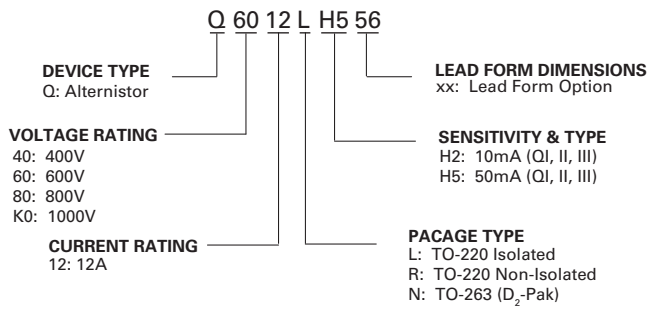 Q 60 12 L H5 56
DEVICE TYPE
Q: Alternistor
VOLTAGE RATING
40: 400V
60: 600V
80: 800V
K0: 1000V
CURRENT RATING
12: 12A
LEAD FORM DIMENSIONS
xx: Lead Form Option
SENSITIVITY & TYPE
H2: 10mA (QI, II, III)
H5: 50mA (QI, II, III)
PACAGE TYPE
L: TO-220 Isolated
R: TO-220 Non-Isolated
N: TO-263 (D₂-Pak)